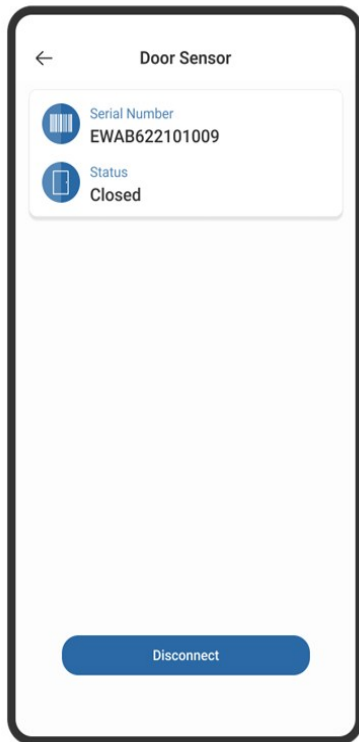 Door Sensor
Serial Number
EWAB622101009
Status
Closed
Disconnect